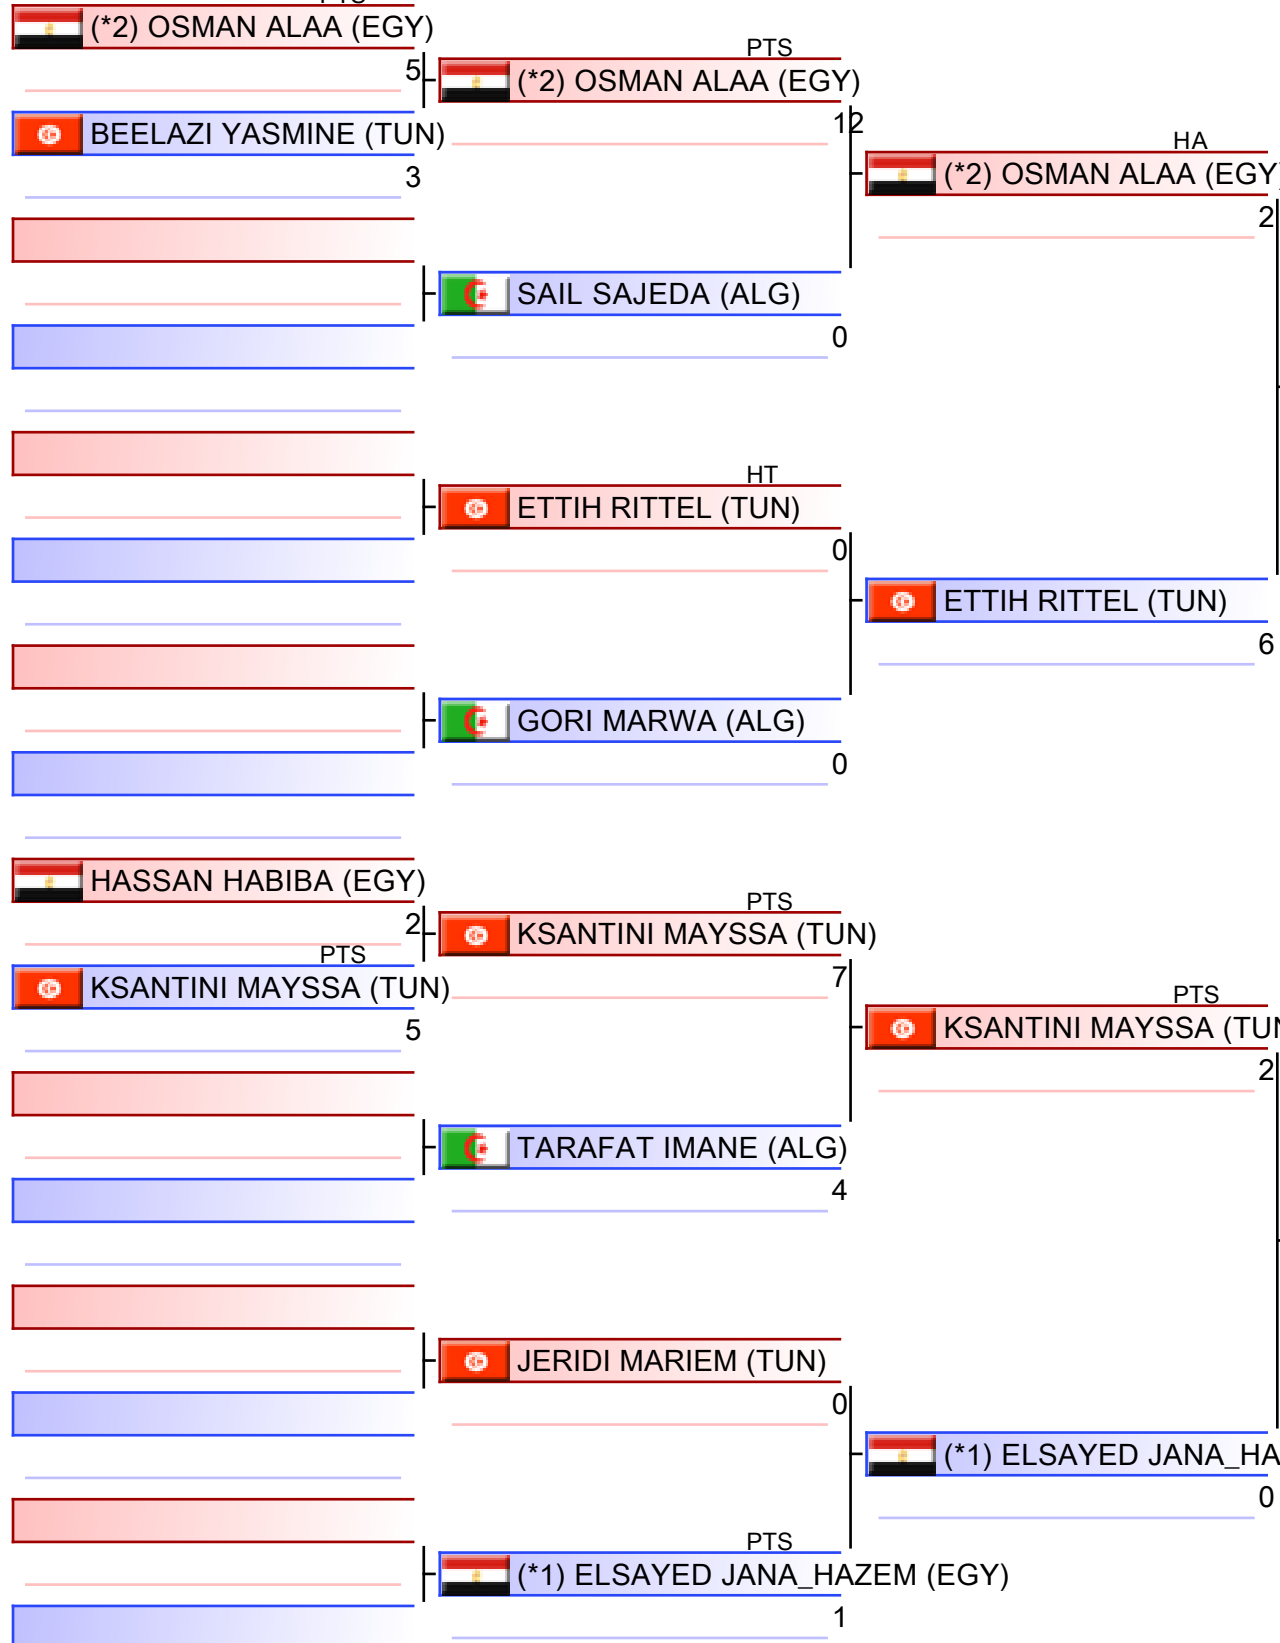 PTS
(*2) OSMAN ALAA (EGY)
5
BEELAZI YASMINE (TUN)
3
HASSAN HABIBA (EGY)
2
PTS
KSANTINI MAYSSA (TUN)
5
PTS
(*2) OSMAN ALAA (EGY)
12
SAIL SAJEDA (ALG)
0
HT
ETTIH RITTEL (TUN)
0
GORI MARWA (ALG)
0
PTS
KSANTINI MAYSSA (TUN)
7
TARAFAT IMANE (ALG)
4
JERIDI MARIEM (TUN)
0
PTS
(*1) ELSAYED JANA_HAZEM (EGY)
1
HA
(*2) OSMAN ALAA (EGY)
2
ETTIH RITTEL (TUN)
6
PTS
KSANTINI MAYSSA (TUN
2
(*1) ELSAYED JANA_HA
0